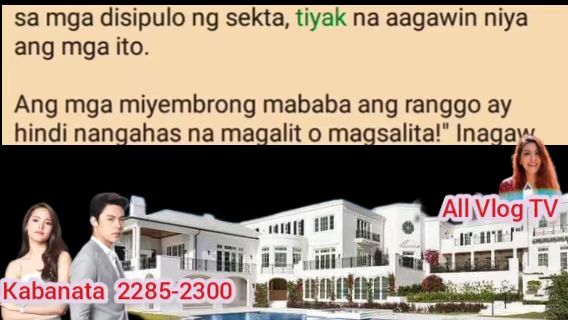 sa mga disipulo ng sekta, tiyak na aagawin niya
ang mga ito.
Ang mga miyembrong mababa ang ranggo ay
hindi nangahas na magalit o magsalita!" Inagaw
All Vlog TV
Kabanata 2285-2300